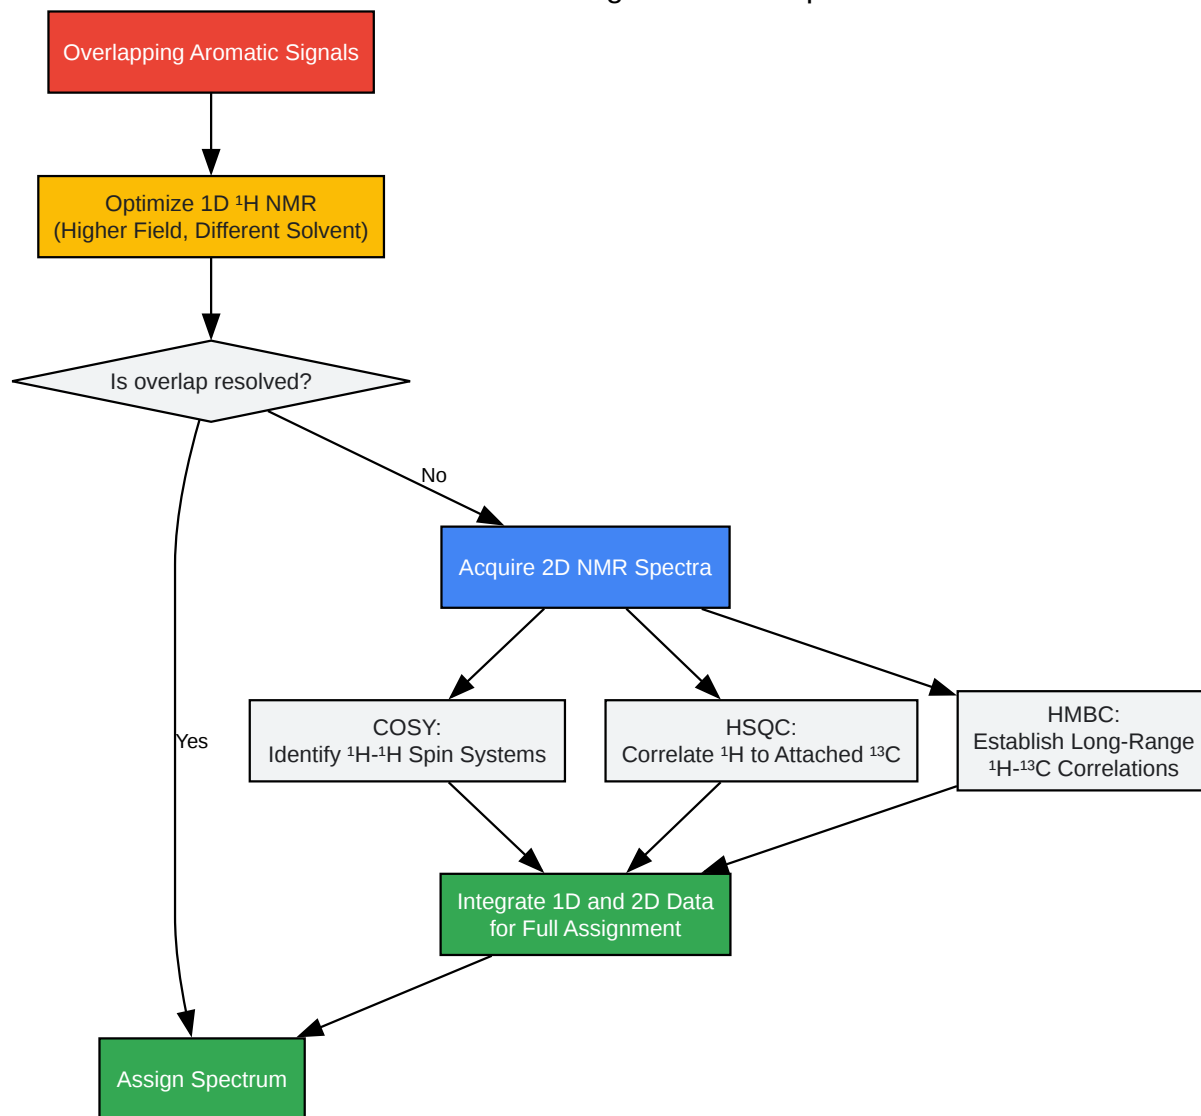 Overlapping Aromatic Signals
Optimize 1D ¹H NMR
(Higher Field, Different Solvent)
Is overlap resolved?
No
Acquire 2D NMR Spectra
Yes
COSY:
Identify ¹H-¹H Spin Systems
HSQC:
Correlate ¹H to Attached ¹³C
HMBC:
Establish Long-Range
¹H-¹³C Correlations
Integrate 1D and 2D Data
for Full Assignment
Assign Spectrum